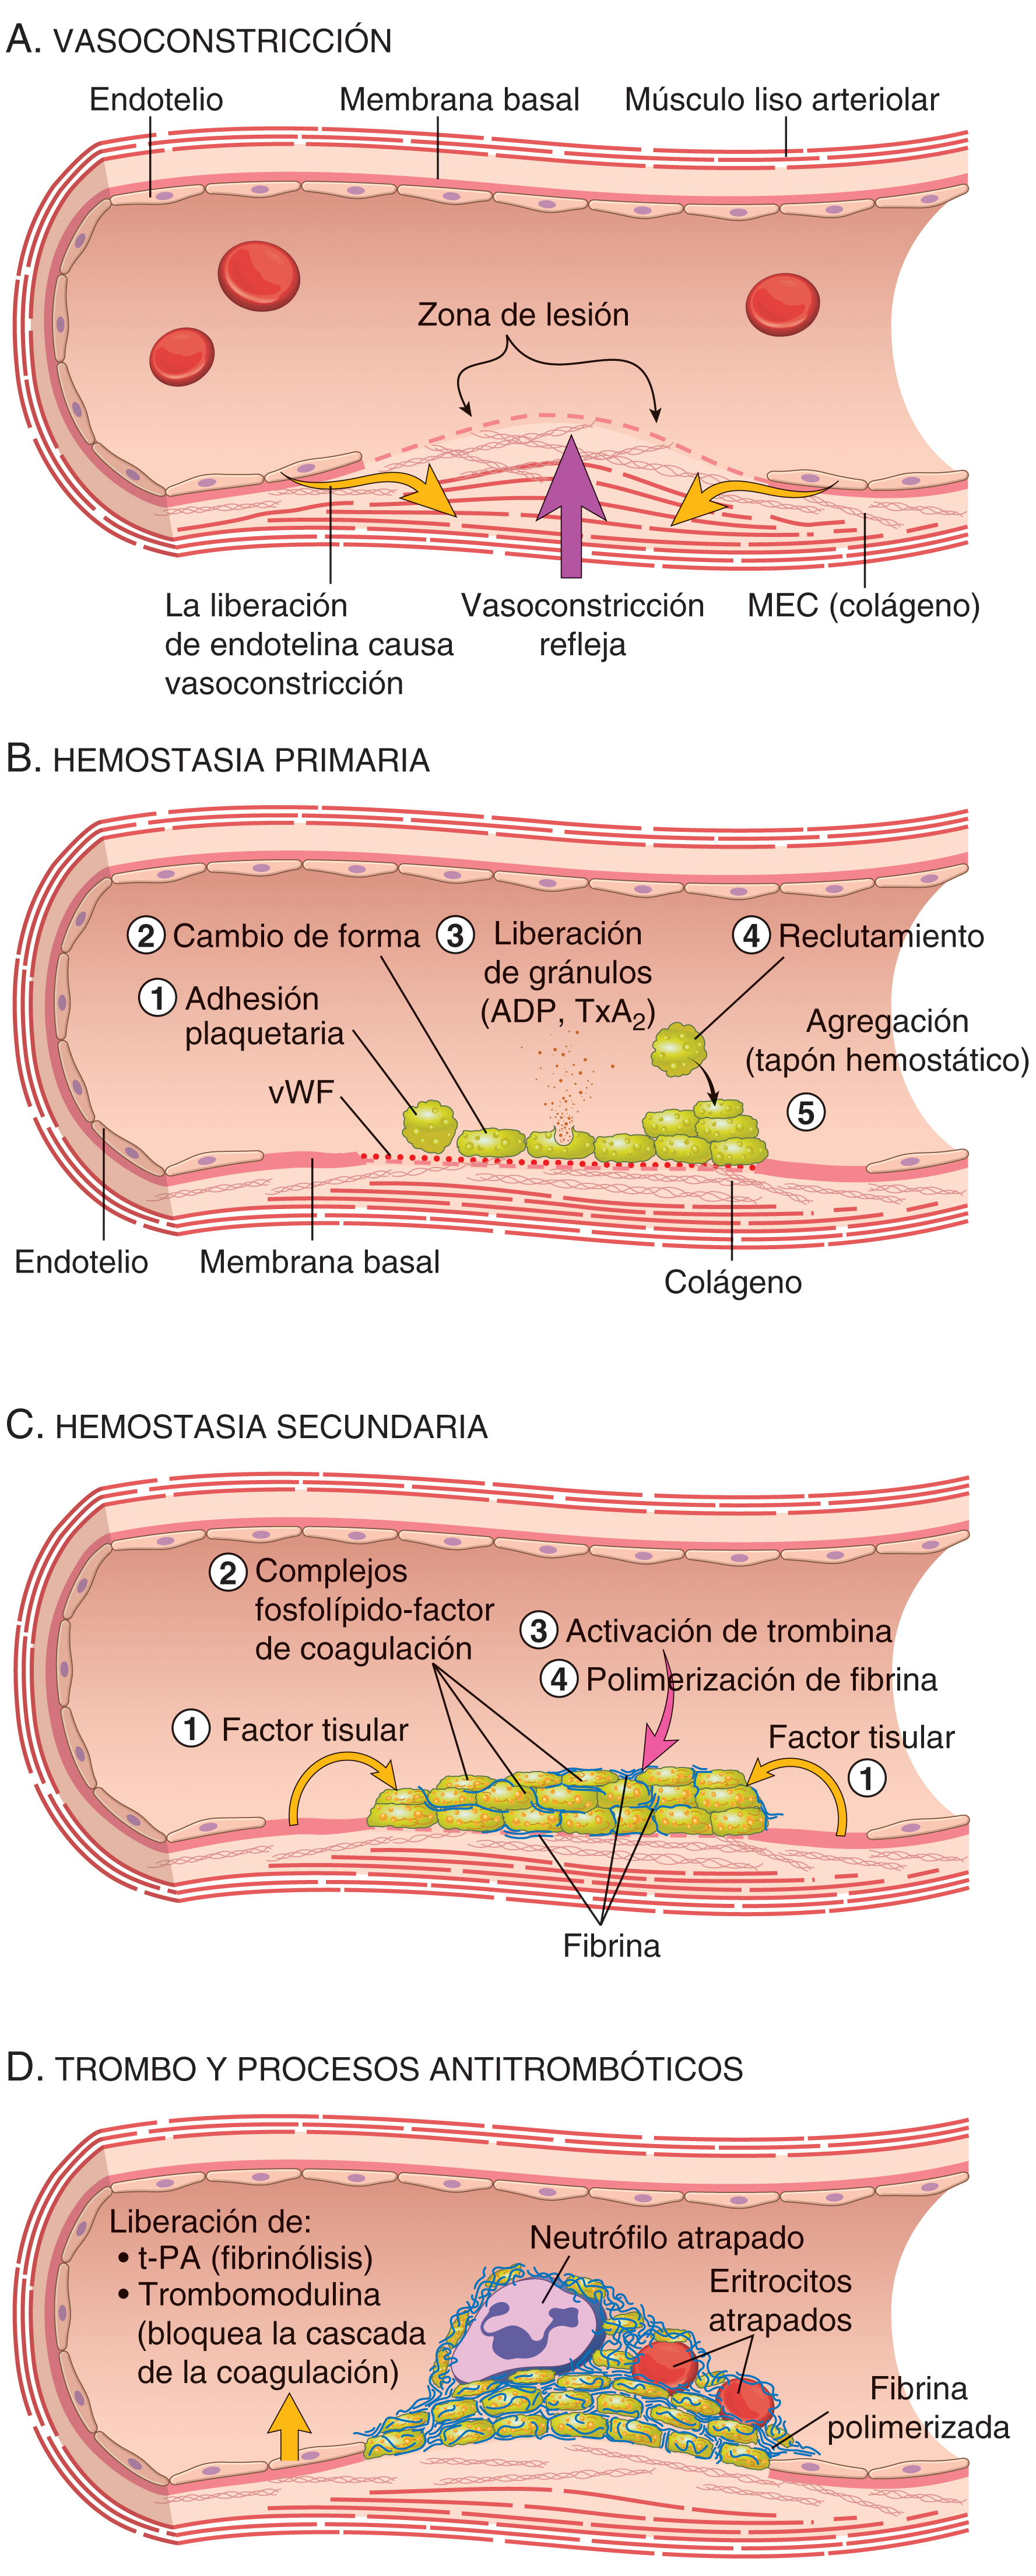 A. VASOCONSTRICCIÓN
Endotelio
Membrana basal
Músculo liso arteriolar
Zona de lesión
La liberación
de endotelina causa
vasoconstricción
Vasoconstricción
refleja
MEC (colágeno)
B. HEMOSTASIA PRIMARIA
2 Cambio de forma
3 Liberación
de gránulos
(ADP, TxA2)
4 Reclutamiento
1 Adhesión
plaquetaria
Agregación
(tapón hemostático)
5
vWF
Endotelio
Membrana basal
Colágeno
C. HEMOSTASIA SECUNDARIA
2 Complejos
fosfolípido-factor
de coagulación
3 Activación de trombina
4 Polimerización de fibrina
1 Factor tisular
Factor tisular
1
Fibrina
D. TROMBO Y PROCESOS ANTITROMBÓTICOS
Liberación de:
• t-PA (fibrinólisis)
• Trombomodulina
(bloquea la cascada
de la coagulación)
Neutrófilo atrapado
Eritrocitos
atrapados
Fibrina
polimerizada